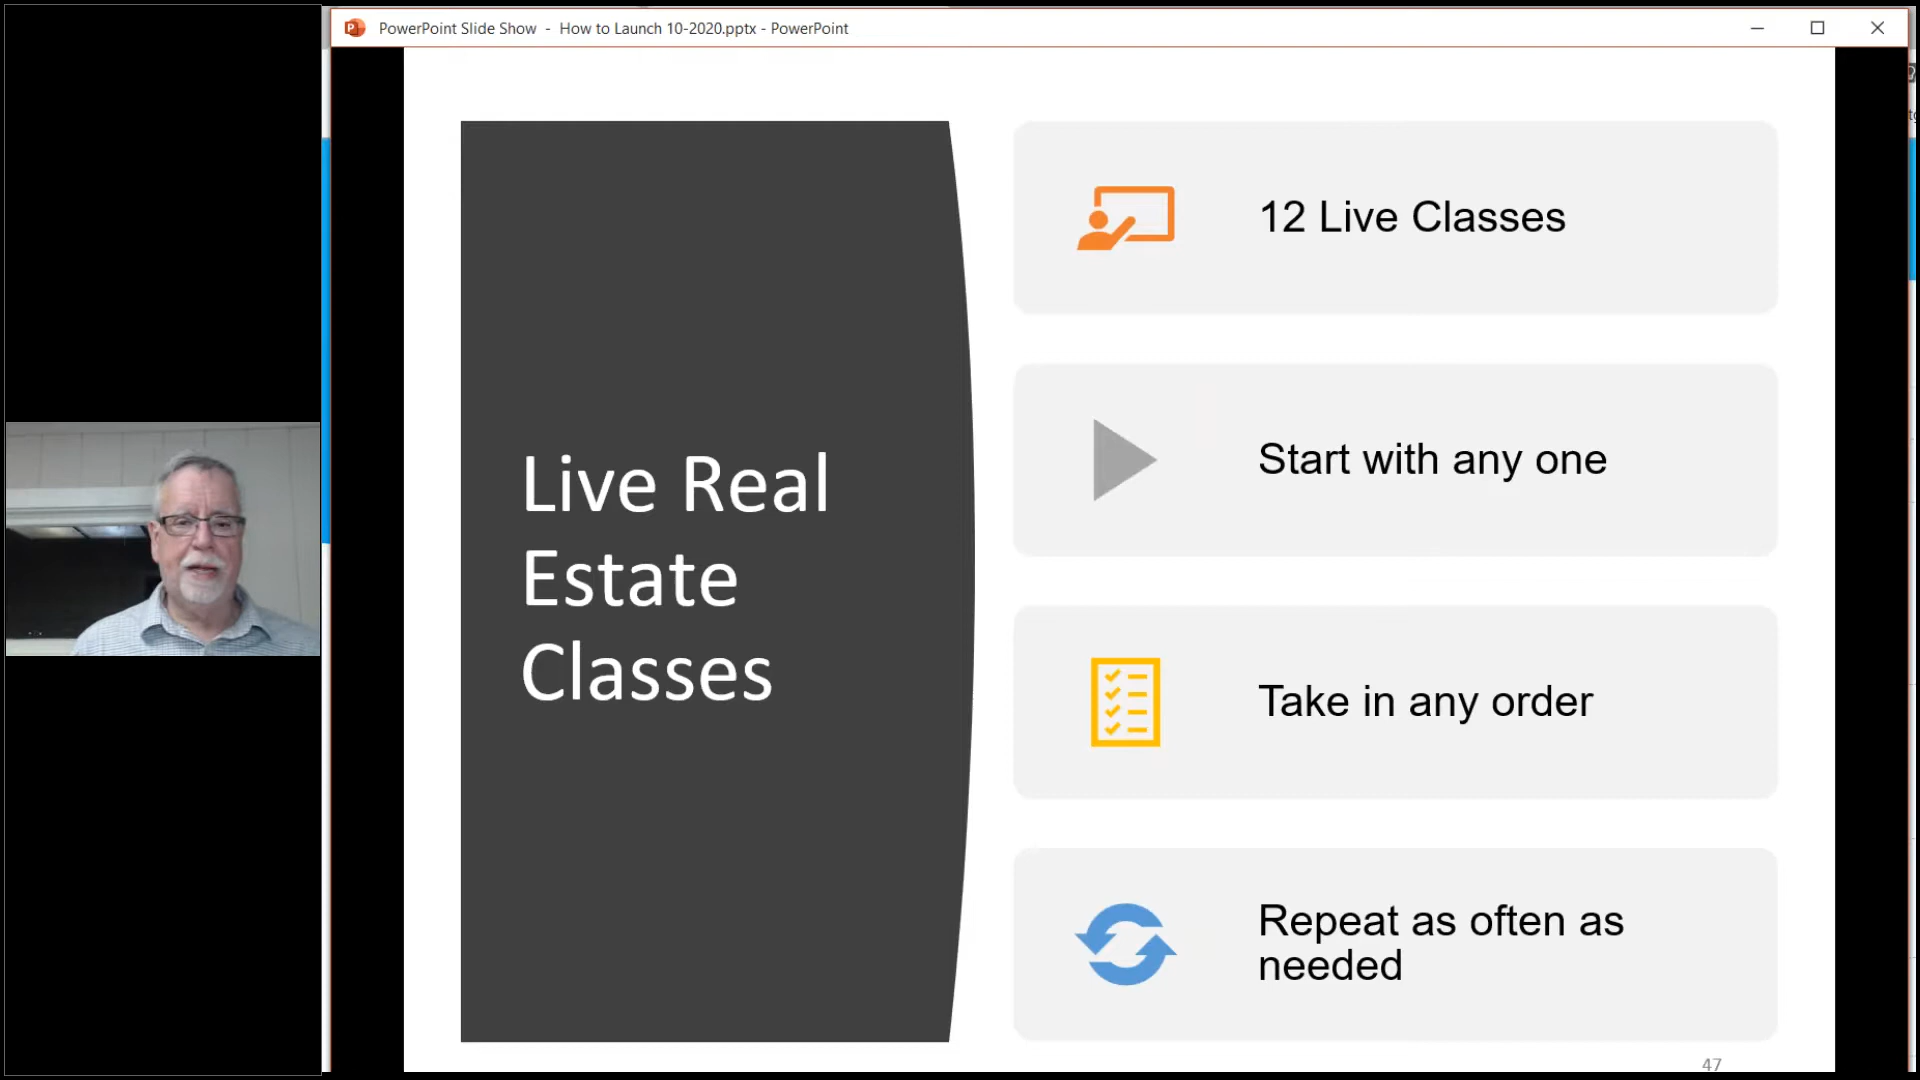 PowerPoint Slide Show - How to Launch 10-2020.pptx - PowerPoint
Live Real
Estate
Classes
12 Live Classes
Start with any one
Take in any order
Repeat as often as
needed
47